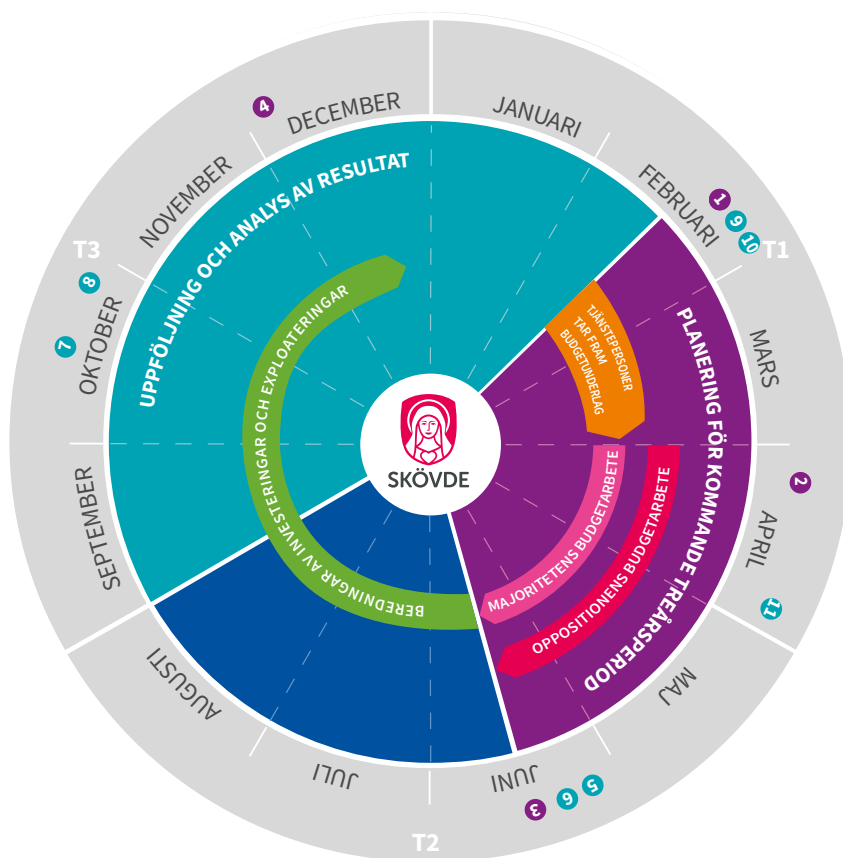 JANUARI
FEBRUARI
1
9
10
T1
MARS
2
APRIL
11
MAJ
5
6
3
JUNI
T2
JULI
AUGUSTI
SEPTEMBER
7
OKTOBER
8
T3
NOVEMBER
4
DECEMBER
UPPFÖLJNING OCH ANALYS AV RESULTAT
PLANERING FÖR KOMMANDE TREÅRSPERIOD
TJÄNSTEPERSONER
TAR FRAM
BUDGETUNDERLAG
MAJORITETENS BUDGETARBETE
OPPOSITIONENS BUDGETARBETE
BEREDNINGAR AV INVESTERINGAR OCH EXPLOATERINGAR
SKÖVDE